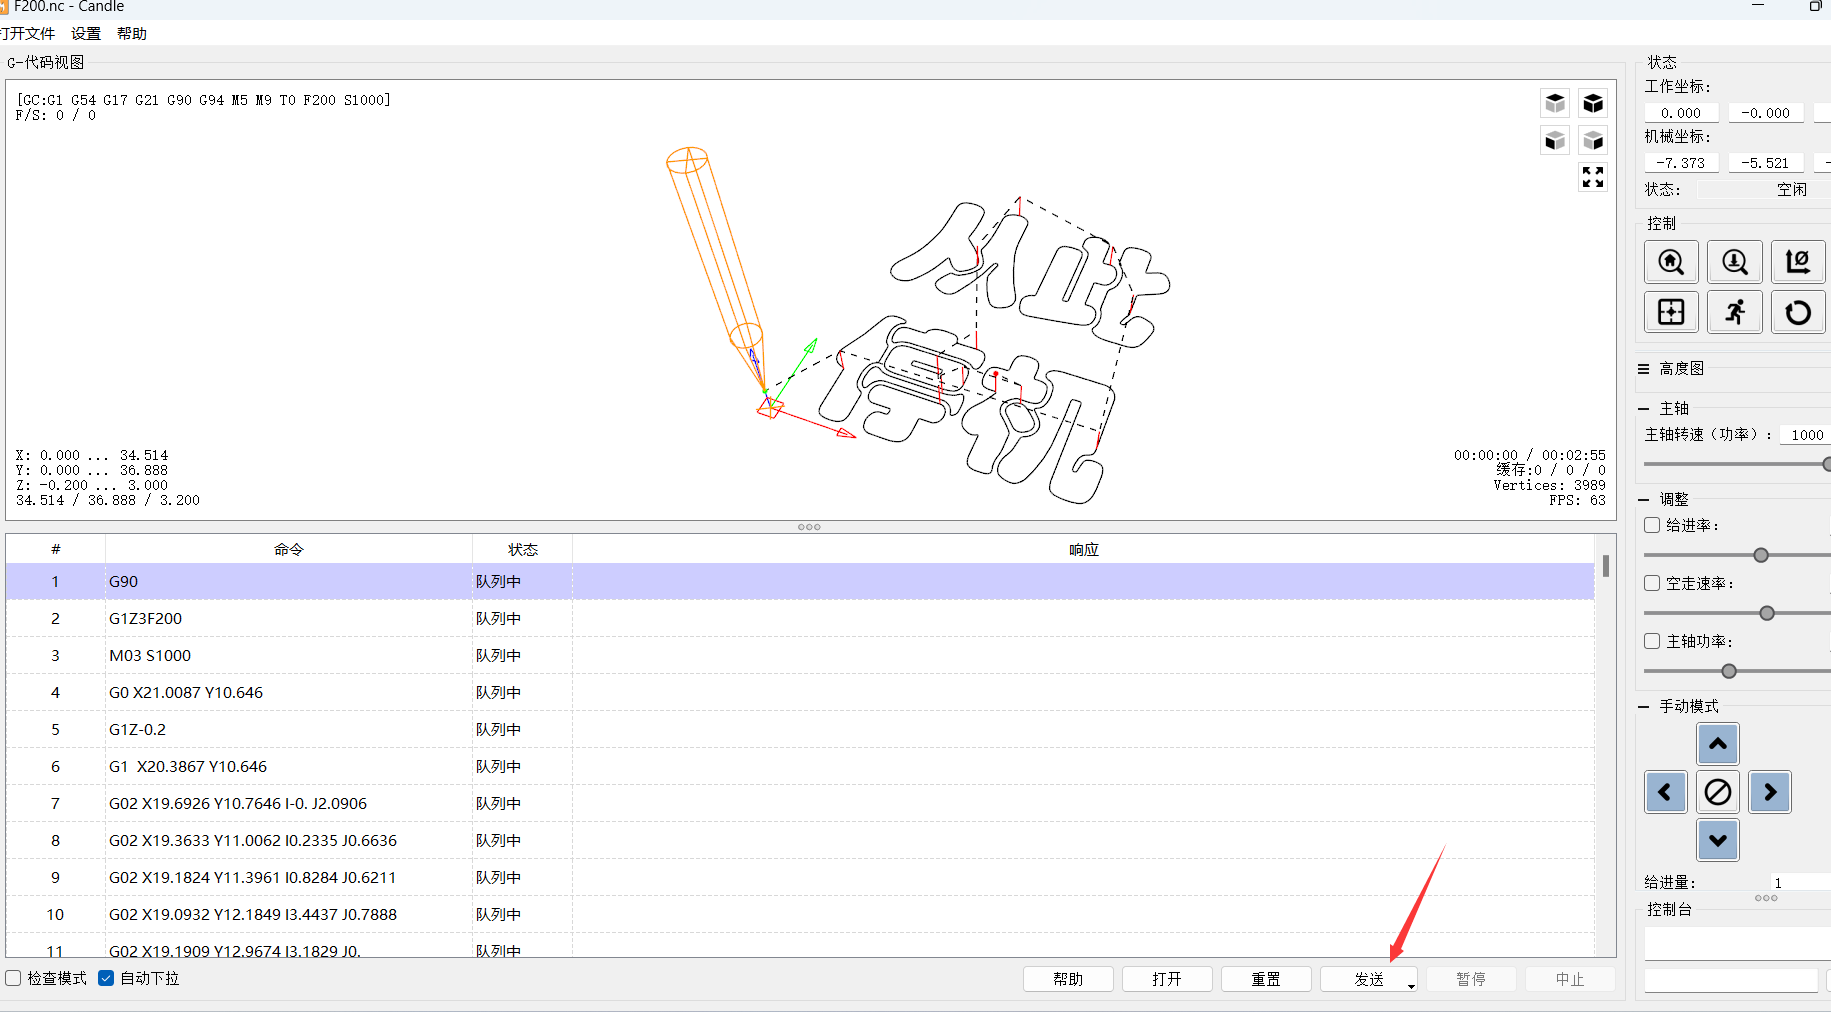 F200.nc - Candle
打开文件 设置 帮助
G-代码视图
[GC:G1 G54 G17 G21 G90 G94 M5 M9 T0 F200 S1000]
F/S: 0 / 0
从此
停机
X: 0.000 ... 34.514
Y: 0.000 ... 36.888
Z: -0.200 ... 3.000
34.514 / 36.888 / 3.200
00:00:00 / 00:02:55
缓存:0 / 0 / 0
Vertices: 3989
FPS: 63
# 命令 状态 响应
1 G90 队列中
2 G1Z3F200 队列中
3 M03 S1000 队列中
4 G0 X21.0087 Y10.646 队列中
5 G1Z-0.2 队列中
6 G1  X20.3867 Y10.646 队列中
7 G02 X19.6926 Y10.7646 I-0. J2.0906 队列中
8 G02 X19.3633 Y11.0062 I0.2335 J0.6636 队列中
9 G02 X19.1824 Y11.3961 I0.8284 J0.6211 队列中
10 G02 X19.0932 Y12.1849 I3.4437 J0.7888 队列中
11 G02 X19.1909 Y12.9674 I3.1829 J0. 队列中
检查模式 自动下拉 帮助 打开 重置 发送 暂停 中止
状态
工作坐标:
0.000 -0.000
机械坐标:
-7.373 -5.521 -
状态: 空闲
控制
高度图
主轴
主轴转速（功率）: 1000
调整
给进率:
空走速率:
主轴功率:
手动模式
给进量: 1
控制台